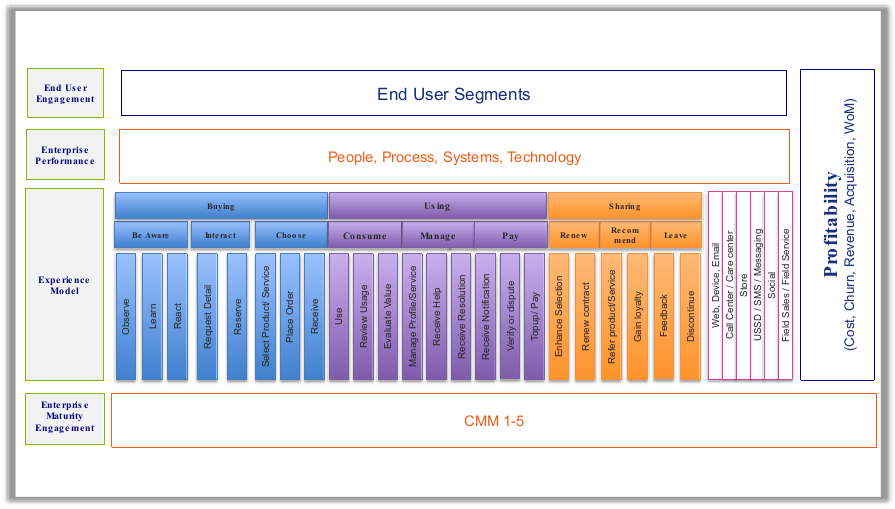 End User
Engagement
End User Segments
Enterprise
Performance
People, Process, Systems, Technology
Experience
Model
Buying
Using
Sharing
Be Aware
Interact
Choose
Consume
Manage
Pay
Renew
Recom
mend
Leave
Observe
Learn
React
Request Detail
Reserve
Select Product/ Service
Place Order
Receive
Use
Review Usage
Evaluate Value
Manage Profile/Service
Receive Help
Receive Resolution
Receive Notification
Verify or dispute
Topup/ Pay
Enhance Selection
Renew contract
Refer product/Service
Gain loyalty
Feedback
Discontinue
Web, Device, Email
Call Center / Care center
Store
USSD / SMS / Messaging
Social
Field Sales / Field Service
Profitability
(Cost, Churn, Revenue, Acquisition, WoM)
Enterprise
Maturity
Engagement
CMM 1-5